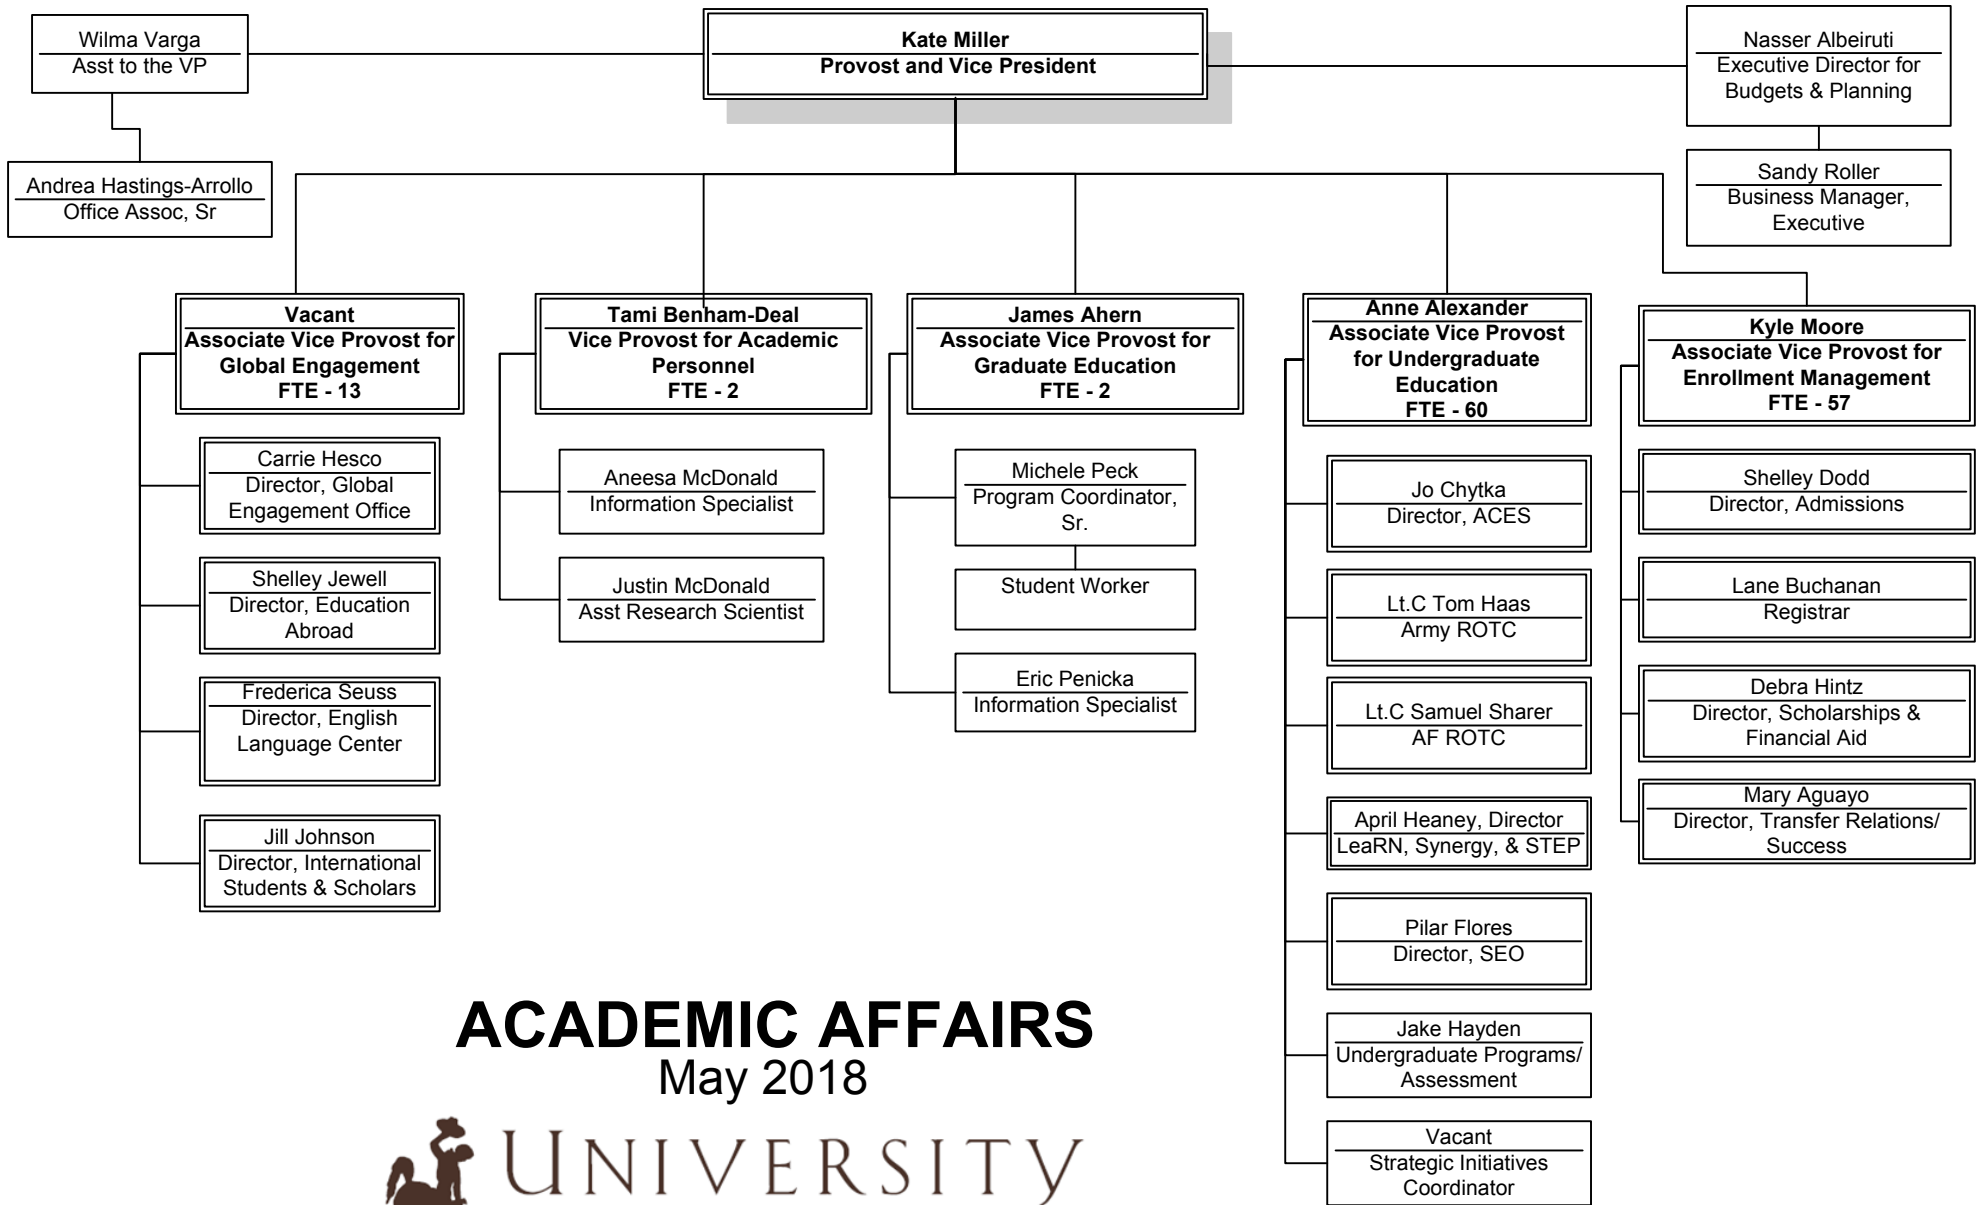 Wilma Varga
Asst to the VP
Kate Miller
Provost and Vice President
Nasser Albeiruti
Executive Director for
Budgets & Planning
Andrea Hastings-Arrollo
Office Assoc, Sr
Sandy Roller
Business Manager,
Executive
Vacant
Associate Vice Provost for
Global Engagement
FTE - 13
Carrie Hesco
Director, Global
Engagement Office
Shelley Jewell
Director, Education
Abroad
Frederica Seuss
Director, English
Language Center
Jill Johnson
Director, International
Students & Scholars
Tami Benham-Deal
Vice Provost for Academic
Personnel
FTE - 2
Aneesa McDonald
Information Specialist
Justin McDonald
Asst Research Scientist
James Ahern
Associate Vice Provost for
Graduate Education
FTE - 2
Michele Peck
Program Coordinator,
Sr.
Student Worker
Eric Penicka
Information Specialist
Anne Alexander
Associate Vice Provost
for Undergraduate
Education
FTE - 60
Jo Chytka
Director, ACES
Lt.C Tom Haas
Army ROTC
Lt.C Samuel Sharer
AF ROTC
April Heaney, Director
LeaRN, Synergy, & STEP
Pilar Flores
Director, SEO
Jake Hayden
Undergraduate Programs/
Assessment
Vacant
Strategic Initiatives
Coordinator
Kyle Moore
Associate Vice Provost for
Enrollment Management
FTE - 57
Shelley Dodd
Director, Admissions
Lane Buchanan
Registrar
Debra Hintz
Director, Scholarships &
Financial Aid
Mary Aguayo
Director, Transfer Relations/
Success
ACADEMIC AFFAIRS
May 2018
UNIVERSITY